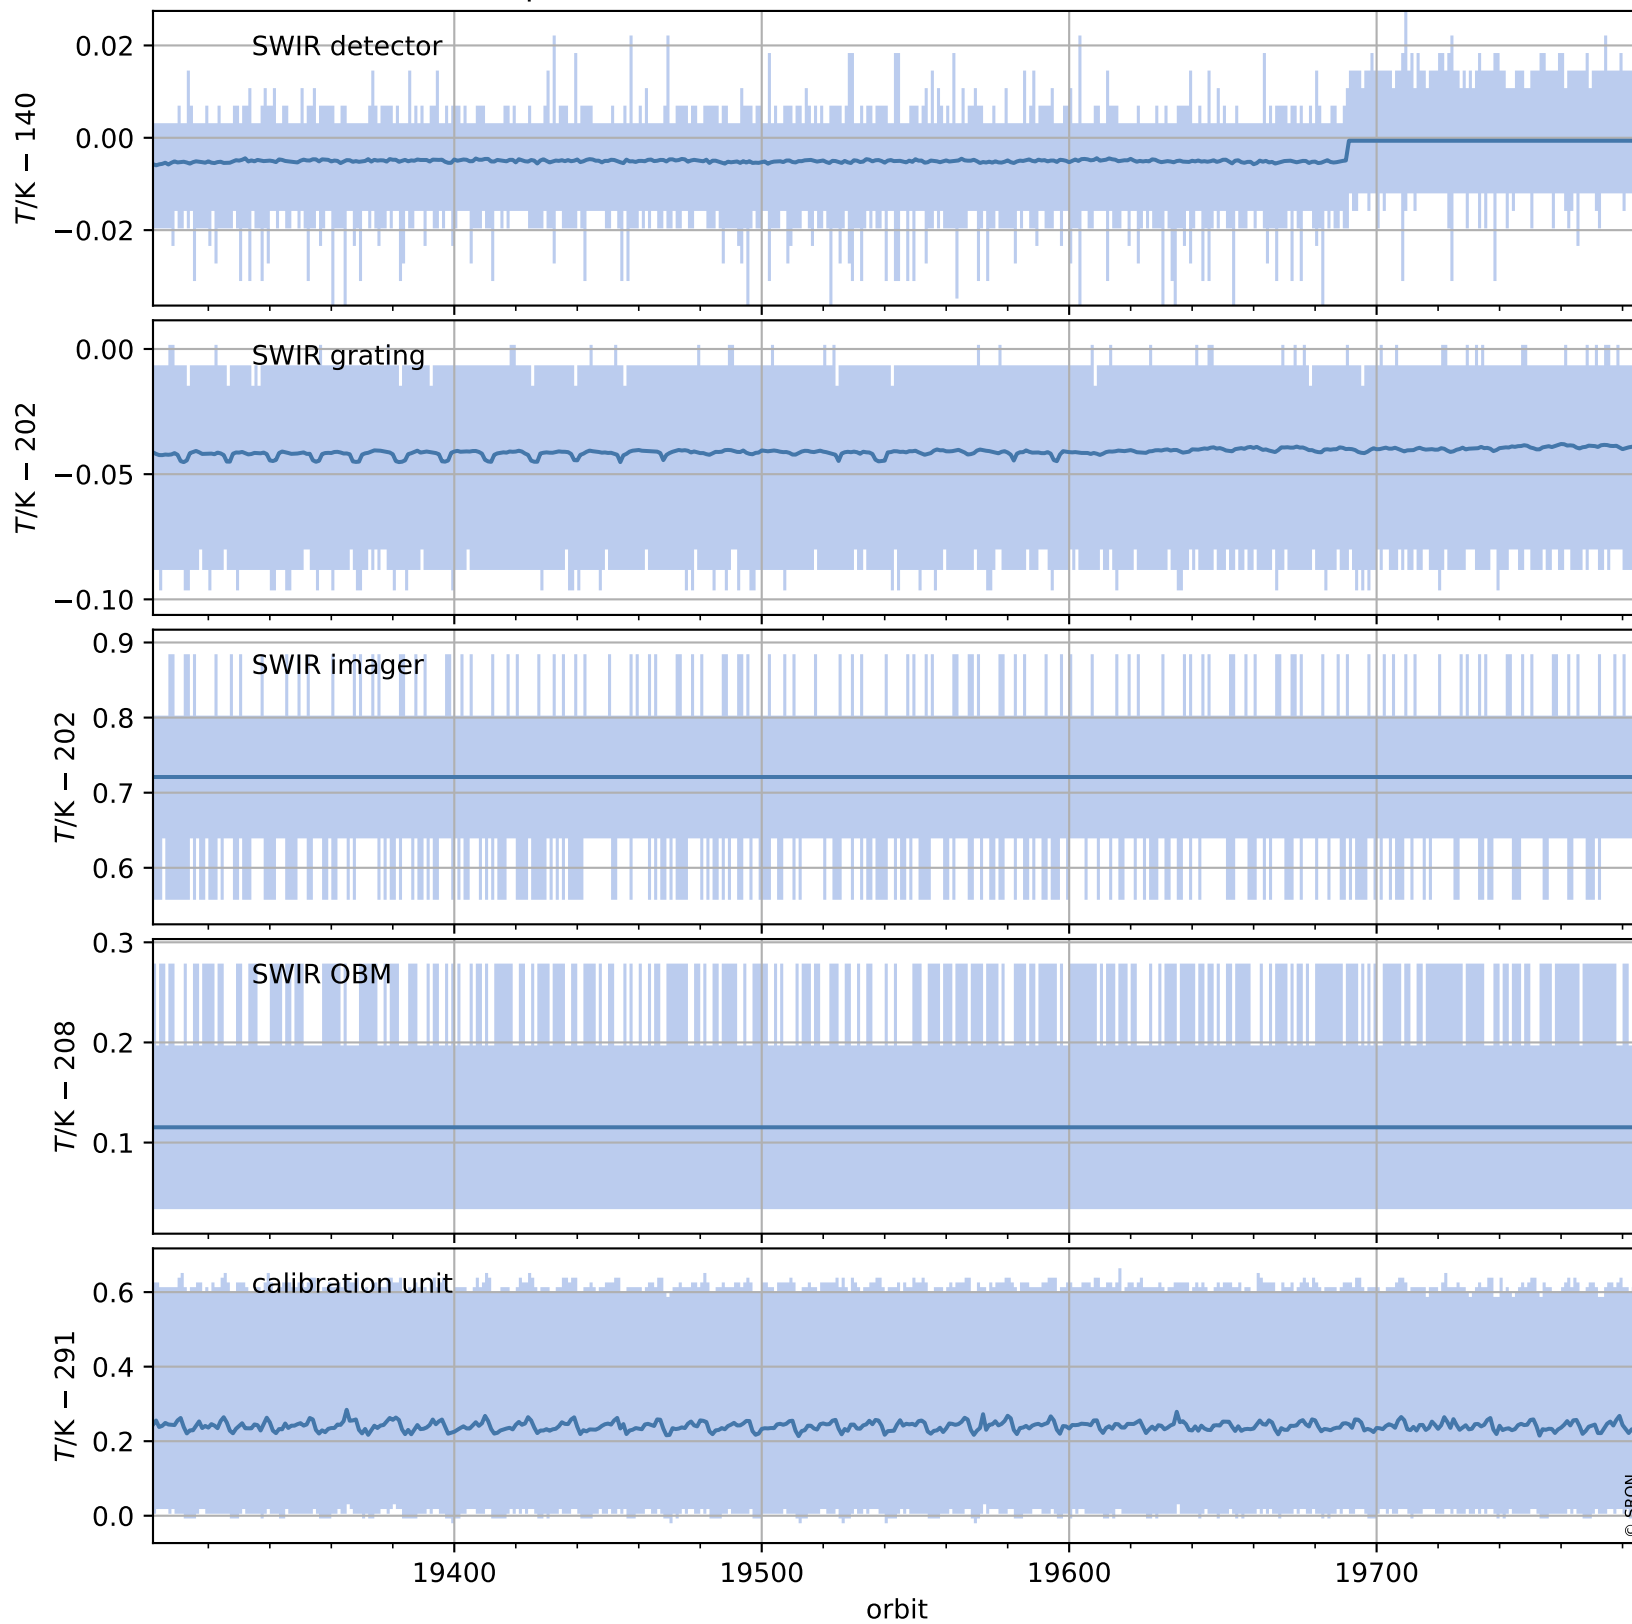 SWIR detector
0.02
0.00
−0.02
T/K − 140
SWIR grating
0.00
−0.05
−0.10
T/K − 202
SWIR imager
0.9
0.8
0.7
0.6
T/K − 202
SWIR OBM
0.3
0.2
0.1
T/K − 208
calibration unit
0.6
0.4
0.2
0.0
T/K − 291
© SRON
19400 19500 19600 19700
orbit